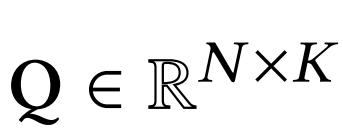 Q ∈ ℝ^{N×K}